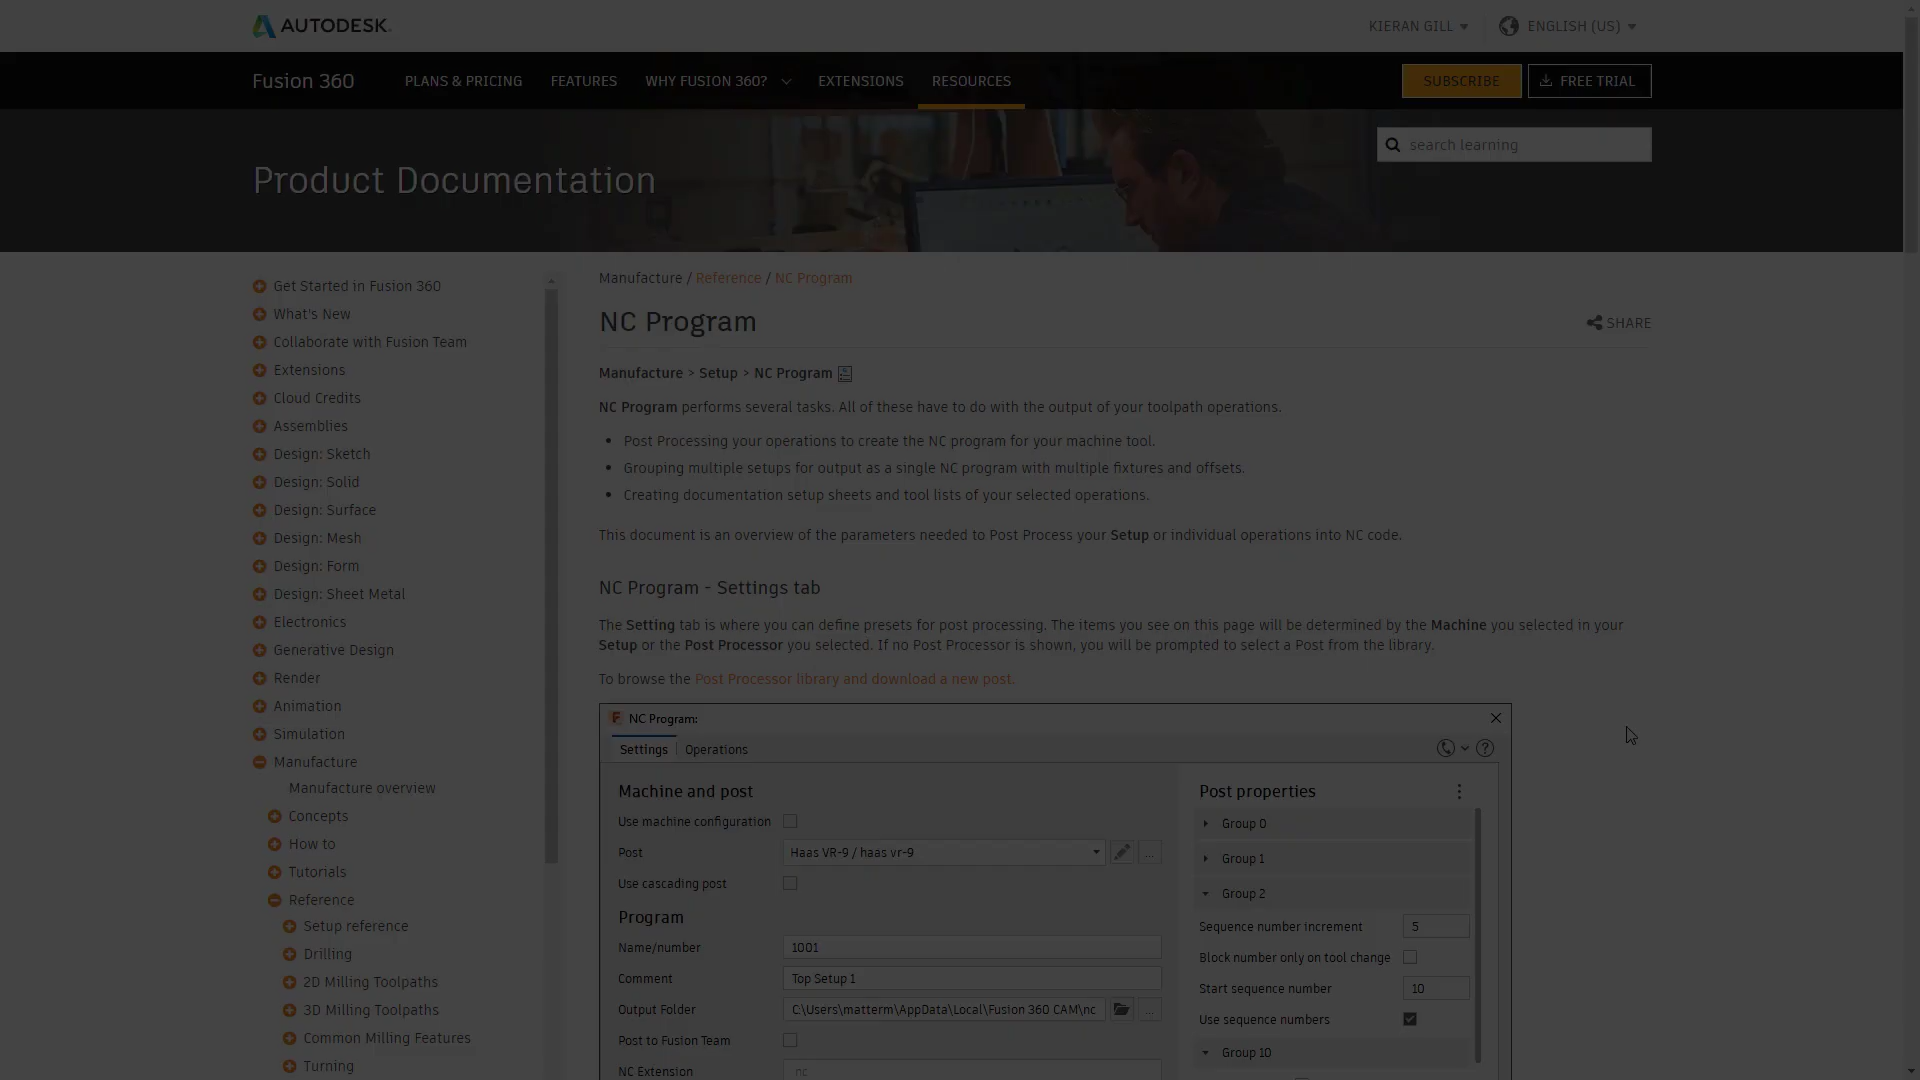 AUTODESK
KIERAN GILL
ENGLISH (US)
Fusion 360
PLANS & PRICING
FEATURES
WHY FUSION 360?
EXTENSIONS
RESOURCES
SUBSCRIBE
FREE TRIAL
search learning
Product Documentation
Get Started in Fusion 360
What's New
Collaborate with Fusion Team
Extensions
Cloud Credits
Assemblies
Design: Sketch
Design: Solid
Design: Surface
Design: Mesh
Design: Form
Design: Sheet Metal
Electronics
Generative Design
Render
Animation
Simulation
Manufacture
Manufacture overview
Concepts
How to
Tutorials
Reference
Setup reference
Drilling
2D Milling Toolpaths
3D Milling Toolpaths
Common Milling Features
Turning
Manufacture / Reference / NC Program
NC Program
SHARE
Manufacture > Setup > NC Program
NC Program performs several tasks. All of these have to do with the output of your toolpath operations.
• Post Processing your operations to create the NC program for your machine tool.
• Grouping multiple setups for output as a single NC program with multiple fixtures and offsets.
• Creating documentation setup sheets and tool lists of your selected operations.
This document is an overview of the parameters needed to Post Process your Setup or individual operations into NC code.
NC Program - Settings tab
The Setting tab is where you can define presets for post processing. The items you see on this page will be determined by the Machine you selected in your
Setup or the Post Processor you selected. If no Post Processor is shown, you will be prompted to select a Post from the library.
To browse the Post Processor library and download a new post.
NC Program:
Settings
Operations
Machine and post
Use machine configuration
Post
Haas VR-9 / haas vr-9
...
Use cascading post
Program
Name/number
1001
Comment
Top Setup 1
Output Folder
C:\Users\matterm\AppData\Local\Fusion 360 CAM\nc
...
Post to Fusion Team
NC Extension
nc
Post properties
Group 0
Group 1
Group 2
Sequence number increment
5
Block number only on tool change
Start sequence number
10
Use sequence numbers
Group 10